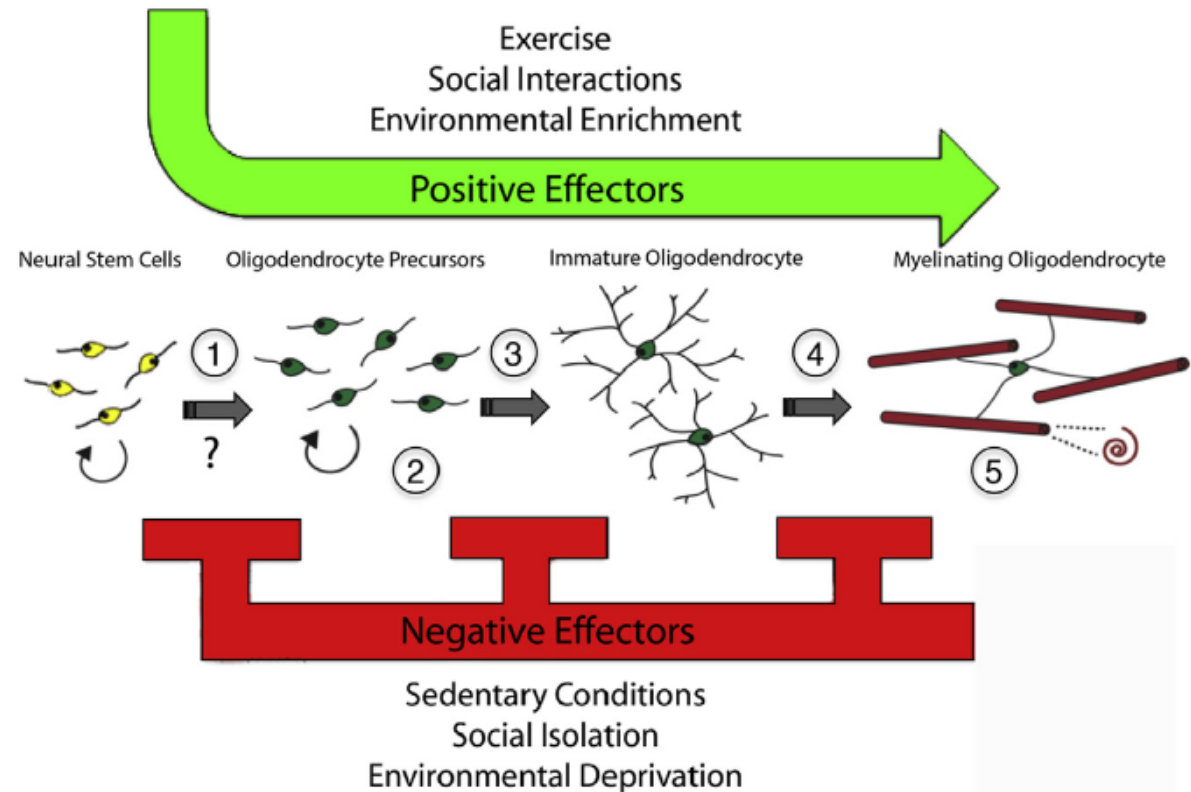 Exercise
Social Interactions
Environmental Enrichment
Positive Effectors
Neural Stem Cells
Oligodendrocyte Precursors
Immature Oligodendrocyte
Myelinating Oligodendrocyte
1
3
4
?
2
5
Negative Effectors
Sedentary Conditions
Social Isolation
Environmental Deprivation